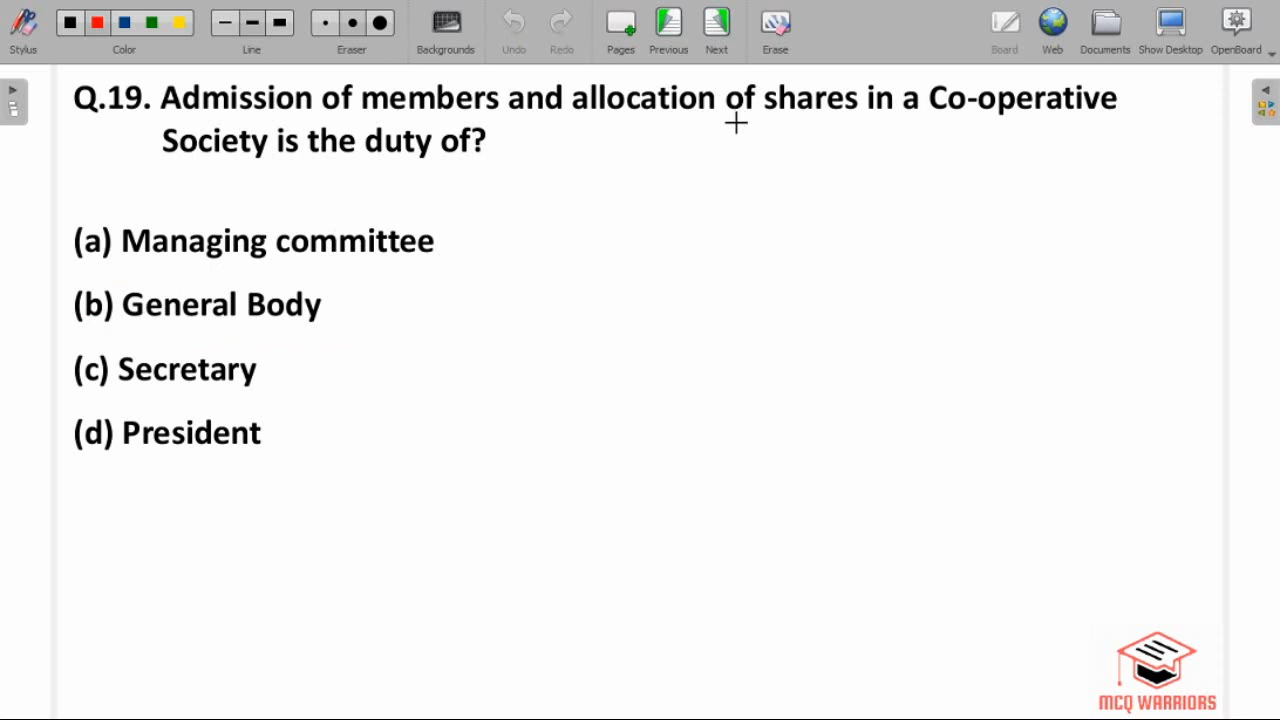 Stylus
Color
Line
Eraser
Backgrounds
Undo
Redo
Pages
Previous
Next
Erase
Board
Web
Documents
Show Desktop
OpenBoard
Q.19. Admission of members and allocation of shares in a Co-operative
Society is the duty of?
(a) Managing committee
(b) General Body
(c) Secretary
(d) President
MCQ WARRIORS